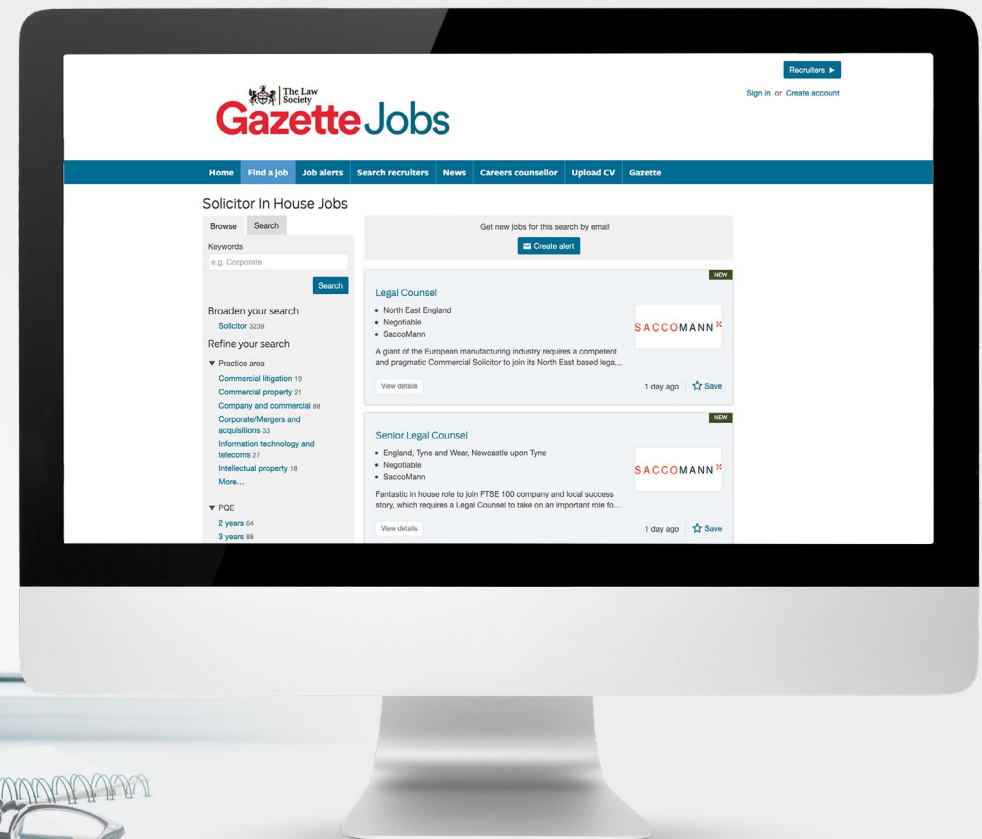 Recruiters ►
Sign in or Create account
The Law
Society
Gazette Jobs
Home Find a job Job alerts Search recruiters News Careers counsellor Upload CV Gazette
Solicitor In House Jobs
Browse Search
Keywords
e.g. Corporate
Search
Broaden your search
Solicitor 3239
Refine your search
▼ Practice area
Commercial litigation 19
Commercial property 21
Company and commercial 88
Corporate/Mergers and
acquisitions 33
Information technology and
telecoms 27
Intellectual property 18
More...
▼ PQE
2 years 64
3 years 88
Get new jobs for this search by email
Create alert
NEW
Legal Counsel
• North East England
• Negotiable
• SaccoMann
SACCOMANN
A giant of the European manufacturing industry requires a competent
and pragmatic Commercial Solicitor to join its North East based lega...
View details
1 day ago Save
NEW
Senior Legal Counsel
• England, Tyne and Wear, Newcastle upon Tyne
• Negotiable
• SaccoMann
SACCOMANN
Fantastic in house role to join FTSE 100 company and local success
story, which requires a Legal Counsel to take on an important role fo...
View details
1 day ago Save